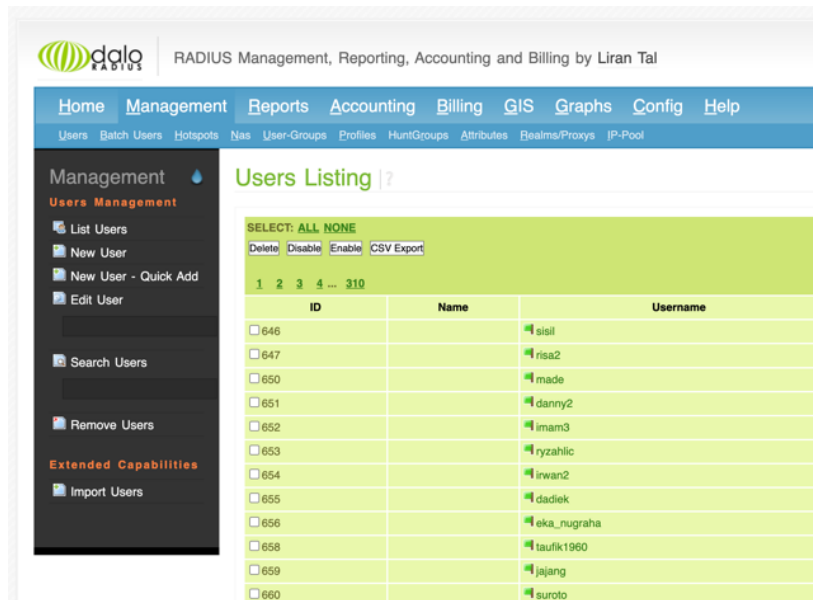 dalo
RADIUS
RADIUS Management, Reporting, Accounting and Billing by Liran Tal
Home Management Reports Accounting Billing GIS Graphs Config Help
Users Batch Users Hotspots Nas User-Groups Profiles HuntGroups Attributes Realms/Proxys IP-Pool
Management
Users Management
List Users
New User
New User - Quick Add
Edit User
Search Users
Remove Users
Extended Capabilities
Import Users
Users Listing |?
SELECT: ALL NONE
Delete Disable Enable CSV Export
1 2 3 4 ... 310
ID Name Username
646 sisil
647 risa2
650 made
651 danny2
652 imam3
653 ryzahlic
654 irwan2
655 dadiek
656 eka_nugraha
658 taufik1960
659 jajang
660 suroto